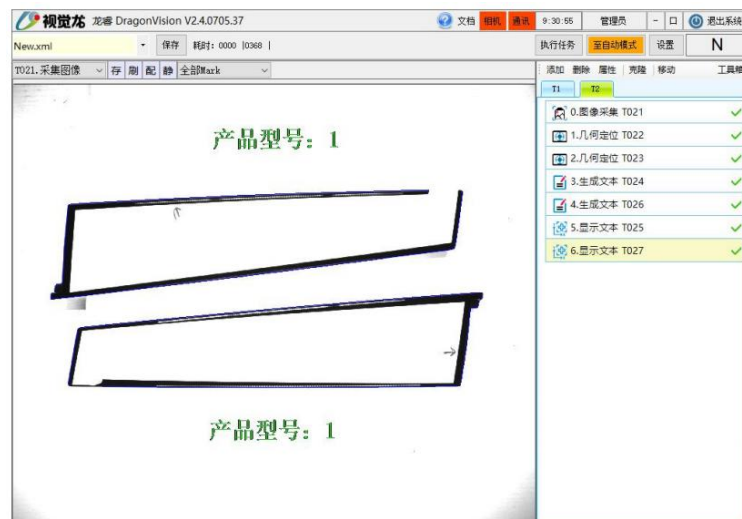 视觉龙 龙睿 DragonVision V2.4.0705.37 文档 相机 通讯 9:30:55 管理员 - 口 退出系统
New.xml 保存 耗时: 0000 |0368 | 执行任务 至自动模式 设置 N
T021.采集图像 存 刷 配 静 全部Mark 添加 删除 属性 克隆 移动 工具箱
T1 T2
产品型号: 1
0.图像采集 T021
1.几何定位 T022
2.几何定位 T023
3.生成文本 T024
4.生成文本 T026
5.显示文本 T025
6.显示文本 T027
产品型号: 1